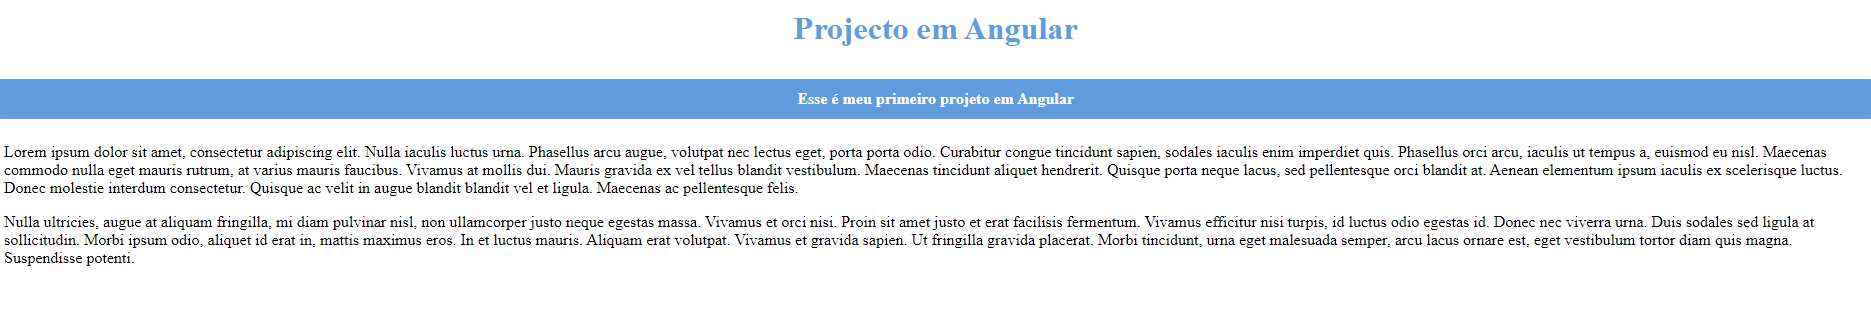 Projecto em Angular
Esse é meu primeiro projeto em Angular
Lorem ipsum dolor sit amet, consectetur adipiscing elit. Nulla iaculis luctus urna. Phasellus arcu augue, volutpat nec lectus eget, porta porta odio. Curabitur congue tincidunt sapien, sodales iaculis enim imperdiet quis. Phasellus orci arcu, iaculis ut tempus a, euismod eu nisl. Maecenas
commodo nulla eget mauris rutrum, at varius mauris faucibus. Vivamus at mollis dui. Mauris gravida ex vel tellus blandit vestibulum. Maecenas tincidunt aliquet hendrerit. Quisque porta neque lacus, sed pellentesque orci blandit at. Aenean elementum ipsum iaculis ex scelerisque luctus.
Donec molestie interdum consectetur. Quisque ac velit in augue blandit blandit vel et ligula. Maecenas ac pellentesque felis.
Nulla ultricies, augue at aliquam fringilla, mi diam pulvinar nisl, non ullamcorper justo neque egestas massa. Vivamus et orci nisi. Proin sit amet justo et erat facilisis fermentum. Vivamus efficitur nisi turpis, id luctus odio egestas id. Donec nec viverra urna. Duis sodales sed ligula at
sollicitudin. Morbi ipsum odio, aliquet id erat in, mattis maximus eros. In et luctus mauris. Aliquam erat volutpat. Vivamus et gravida sapien. Ut fringilla gravida placerat. Morbi tincidunt, urna eget malesuada semper, arcu lacus ornare est, eget vestibulum tortor diam quis magna.
Suspendisse potenti.